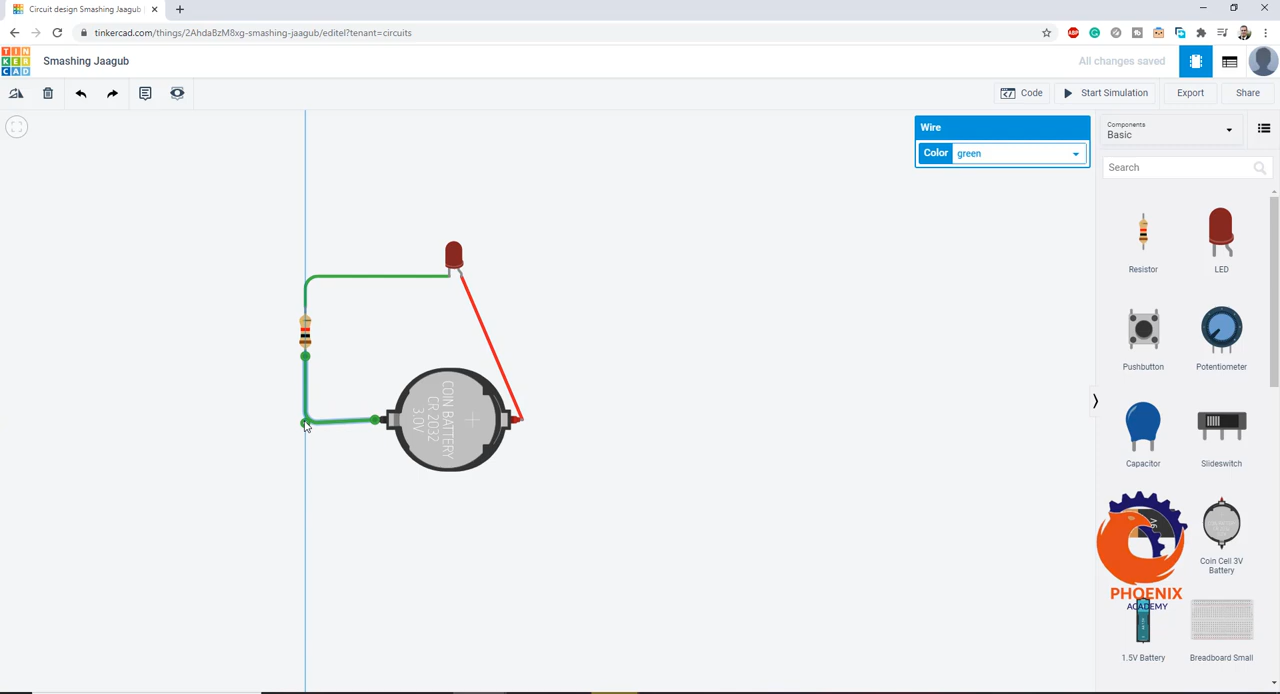 Circuit design Smashing Jaagub
tinkercad.com/things/2AhdaBzM8xg-smashing-jaagub/editel?tenant=circuits
ABP
TIN
KER
CAD
Smashing Jaagub
All changes saved
Code
Start Simulation
Export
Share
Wire
Color
green
Components
Basic
Search
Resistor
LED
Pushbutton
Potentiometer
Capacitor
Slideswitch
Coin Cell 3V
Battery
1.5V Battery
Breadboard Small
COIN BATTERY
CR 2032
3.0V
PHOENIX
ACADEMY